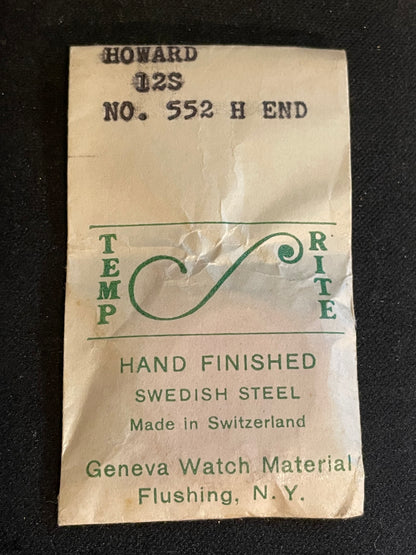 HOWARD
12S
NO. 552 H END
TEMP RITE
HAND FINISHED
SWEDISH STEEL
Made in Switzerland
Geneva Watch Material
Flushing, N. Y.